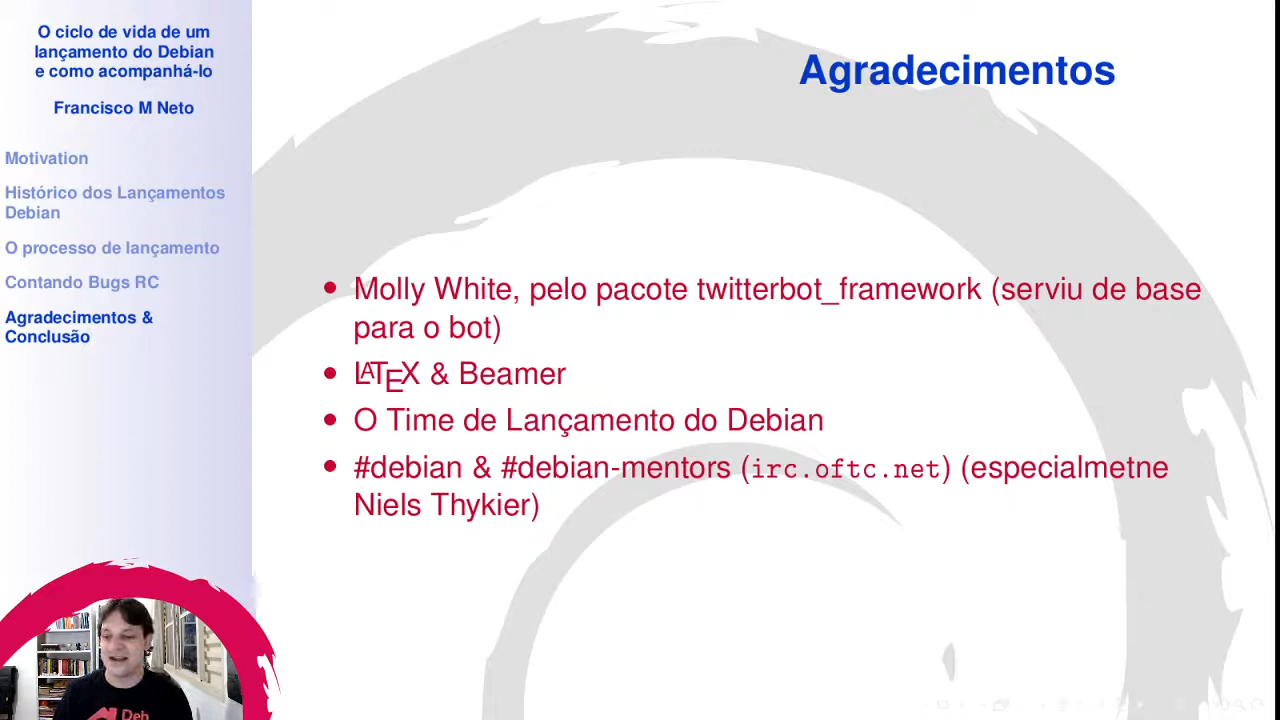 O ciclo de vida de um
lançamento do Debian
e como acompanhá-lo
Francisco M Neto
Motivation
Histórico dos Lançamentos
Debian
O processo de lançamento
Contando Bugs RC
Agradecimentos &
Conclusão
Agradecimentos
• Molly White, pelo pacote twitterbot_framework (serviu de base
para o bot)
• LATEX & Beamer
• O Time de Lançamento do Debian
• #debian & #debian-mentors (irc.oftc.net) (especialmetne
Niels Thykier)
Deb